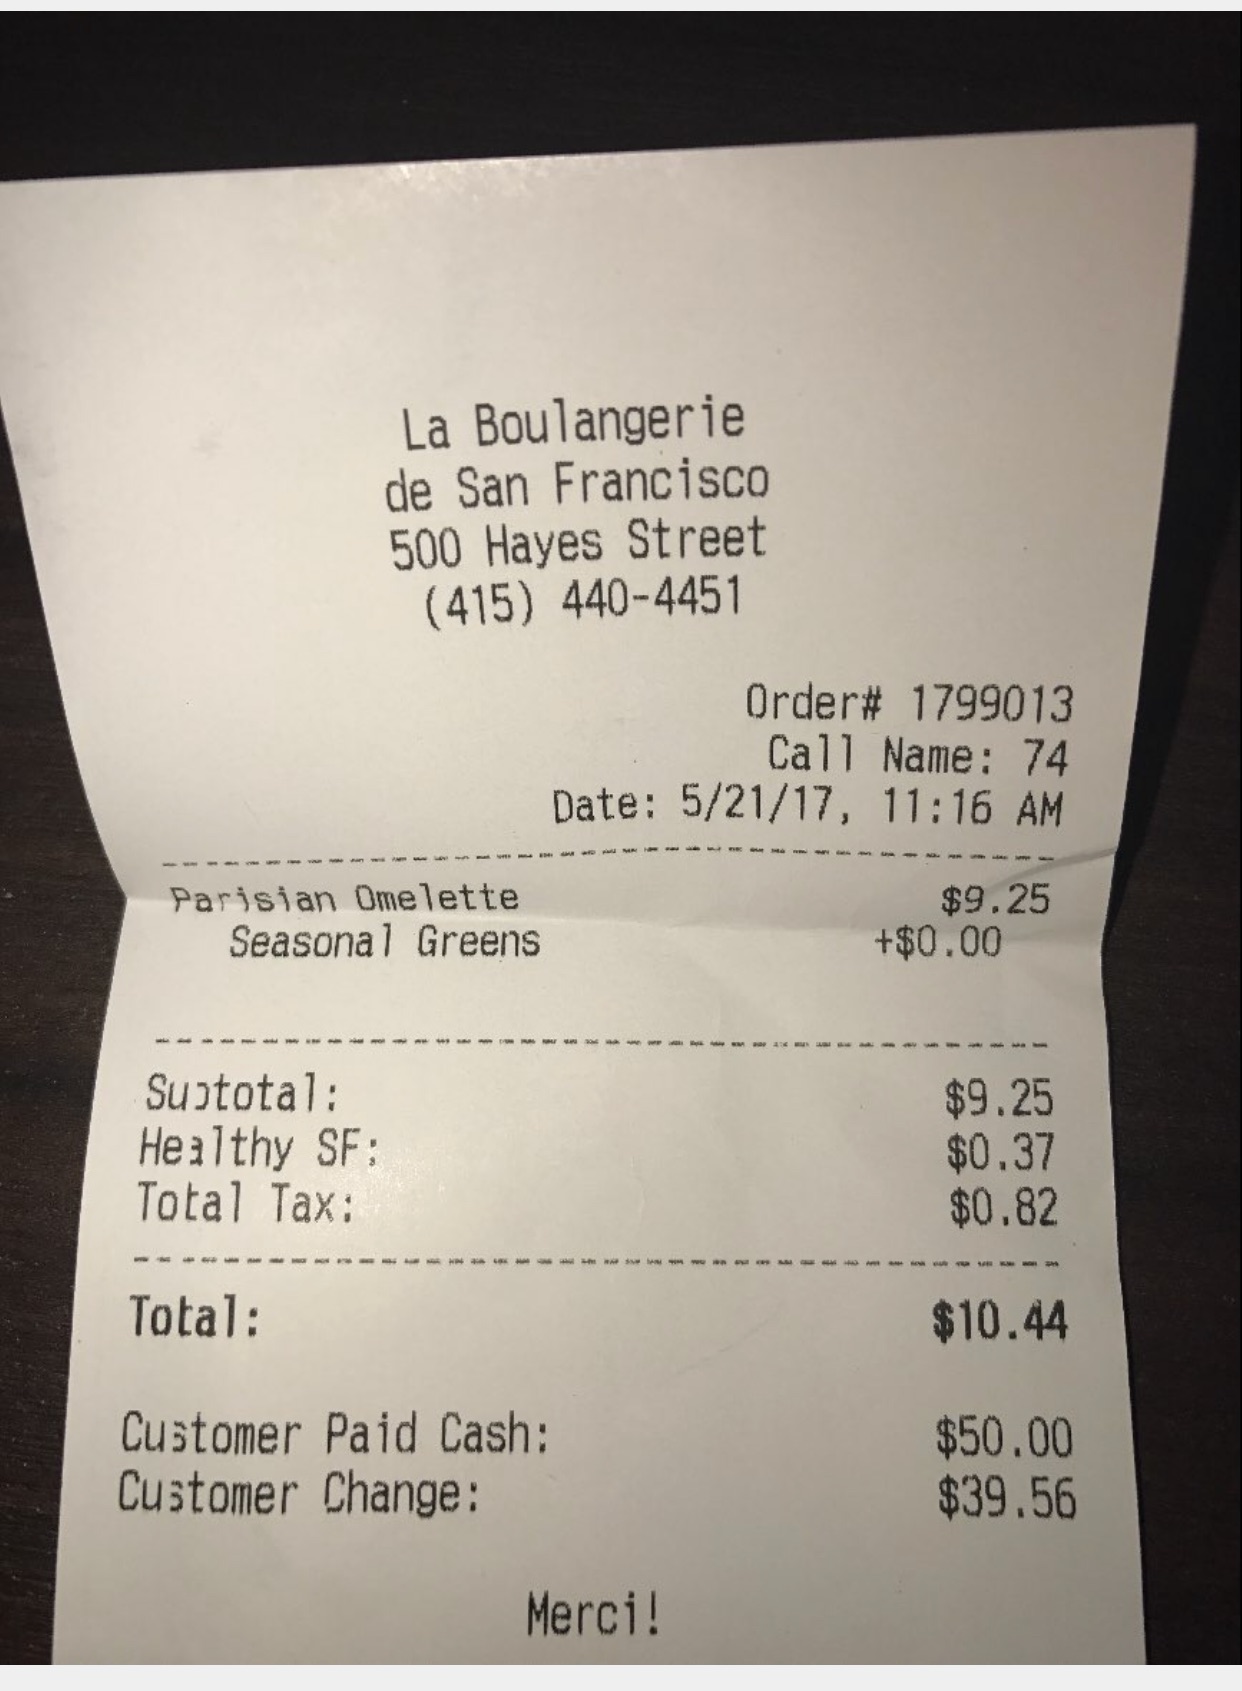 La Boulangerie
de San Francisco
500 Hayes Street
(415) 440-4451
Order# 1799013
Call Name: 74
Date: 5/21/17, 11:16 AM
Parisian Omelette $9.25
Seasonal Greens +$0.00
Subtotal: $9.25
Healthy SF: $0.37
Total Tax: $0.82
Total: $10.44
Customer Paid Cash: $50.00
Customer Change: $39.56
Merci!